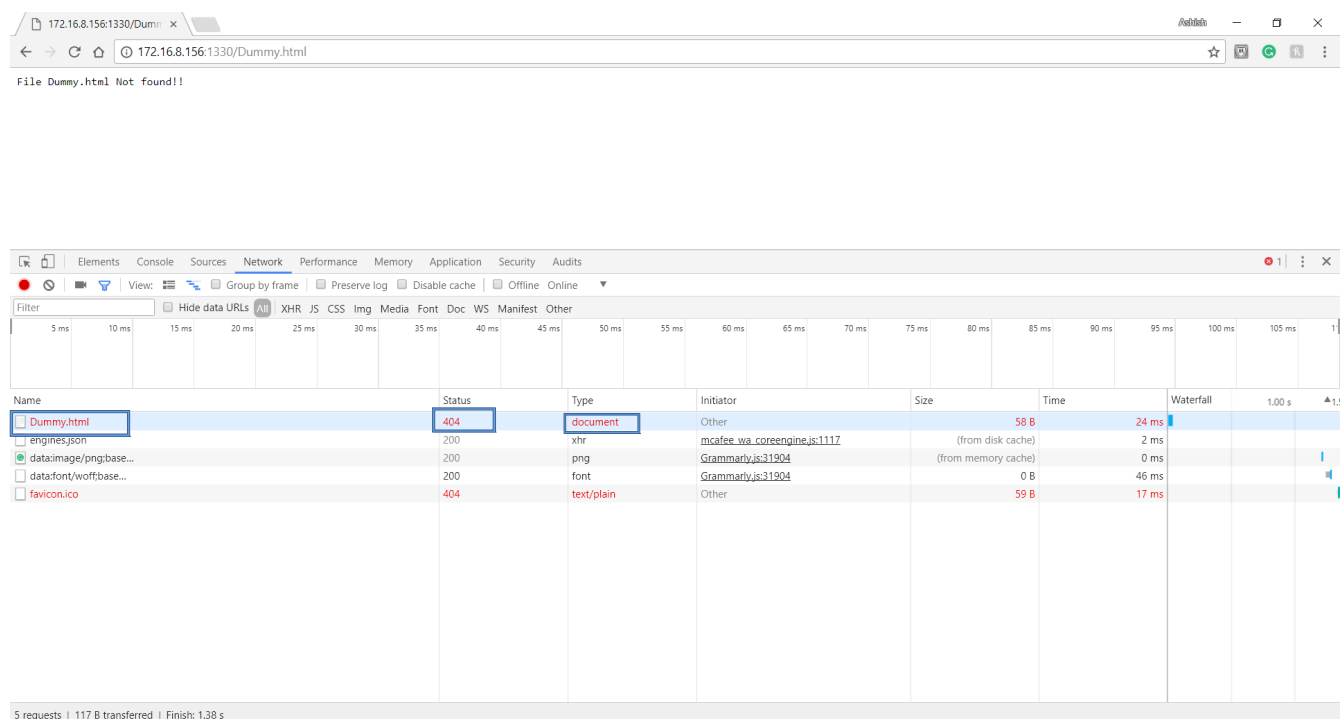 172.16.8.156:1330/Dumm
Ashish
172.16.8.156:1330/Dummy.html
File Dummy.html Not found!!
Elements Console Sources Network Performance Memory Application Security Audits 1
View: Group by frame Preserve log Disable cache Offline Online
Filter Hide data URLs All XHR JS CSS Img Media Font Doc WS Manifest Other
5 ms 10 ms 15 ms 20 ms 25 ms 30 ms 35 ms 40 ms 45 ms 50 ms 55 ms 60 ms 65 ms 70 ms 75 ms 80 ms 85 ms 90 ms 95 ms 100 ms 105 ms
Name Status Type Initiator Size Time Waterfall 1.00 s
Dummy.html 404 document Other 58 B 24 ms
engines.json 200 xhr mcafee_wa_coreengine.js:1117 (from disk cache) 2 ms
data:image/png;base... 200 png Grammarly.js:31904 (from memory cache) 0 ms
data:font/woff;base... 200 font Grammarly.js:31904 0 B 46 ms
favicon.ico 404 text/plain Other 59 B 17 ms
5 requests | 117 B transferred | Finish: 1.38 s